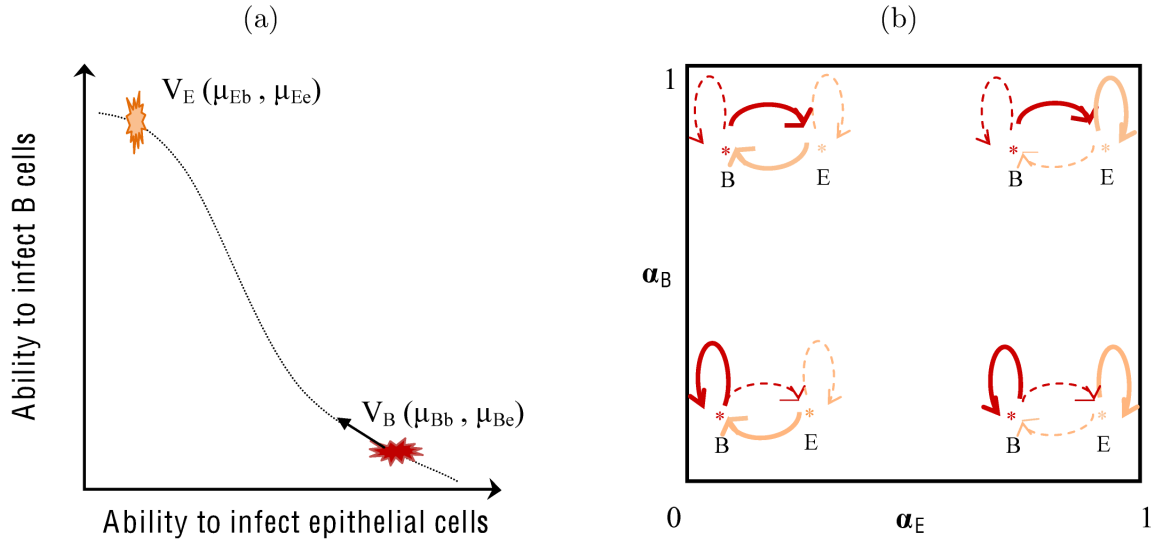 (a)
V_E (μ_Eb , μ_Ee)
V_B (μ_Bb , μ_Be)
Ability to infect B cells
Ability to infect epithelial cells
(b)
1
* * * *
B E B E
α_B
* * * *
B E B E
0 α_E 1